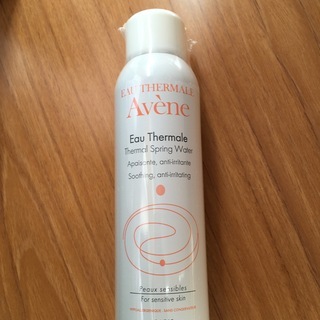 EAU THERMALE
Avène
Eau Thermale
Thermal Spring Water
Apaisante, anti-irritante
Soothing, anti-irritating
Peaux sensibles
For sensitive skin